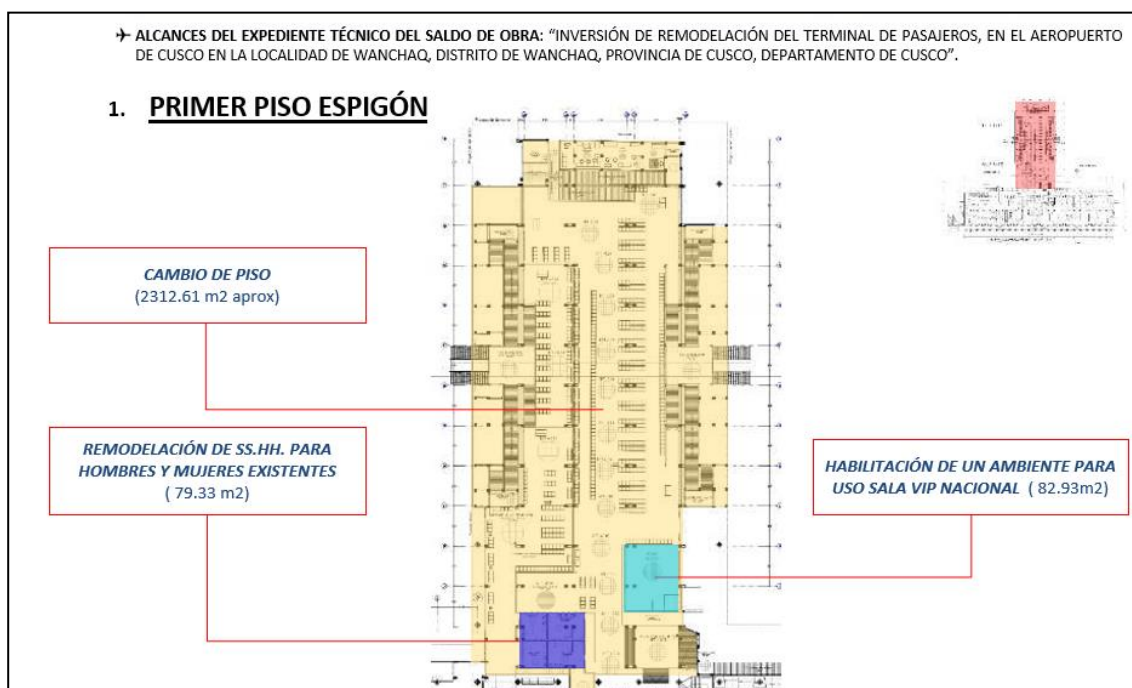 ✈ ALCANCES DEL EXPEDIENTE TÉCNICO DEL SALDO DE OBRA: “INVERSIÓN DE REMODELACIÓN DEL TERMINAL DE PASAJEROS, EN EL AEROPUERTO
DE CUSCO EN LA LOCALIDAD DE WANCHAQ, DISTRITO DE WANCHAQ, PROVINCIA DE CUSCO, DEPARTAMENTO DE CUSCO”.
1. PRIMER PISO ESPIGÓN
CAMBIO DE PISO
(2312.61 m2 aprox)
REMODELACIÓN DE SS.HH. PARA
HOMBRES Y MUJERES EXISTENTES
( 79.33 m2)
HABILITACIÓN DE UN AMBIENTE PARA
USO SALA VIP NACIONAL ( 82.93m2)